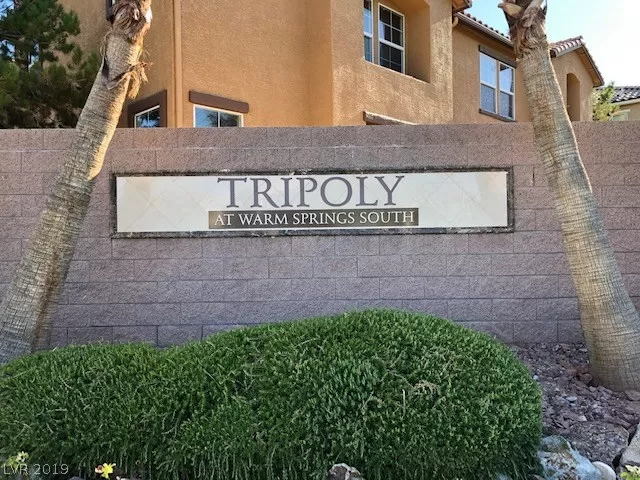 TRIPOLY
AT WARM SPRINGS SOUTH
LVR 2019